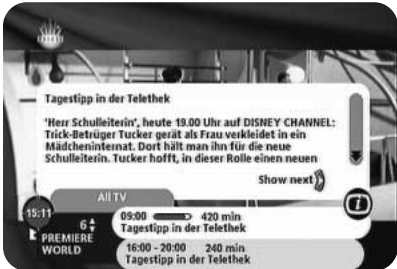 Tagestipp in der Telethek
'Herr Schulleiterin', heute 19.00 Uhr auf DISNEY CHANNEL:
Trick-Betrüger Tucker gerät als Frau verkleidet in ein
Mädcheninternat. Dort hält man ihn für die neue
Schulleiterin. Tucker hofft, in dieser Rolle einen neuen
Show next
All TV
15:11
6
PREMIERE
WORLD
09:00 420 min
Tagestipp in der Telethek
16:00 - 20:00 240 min
Tagestipp in der Telethek